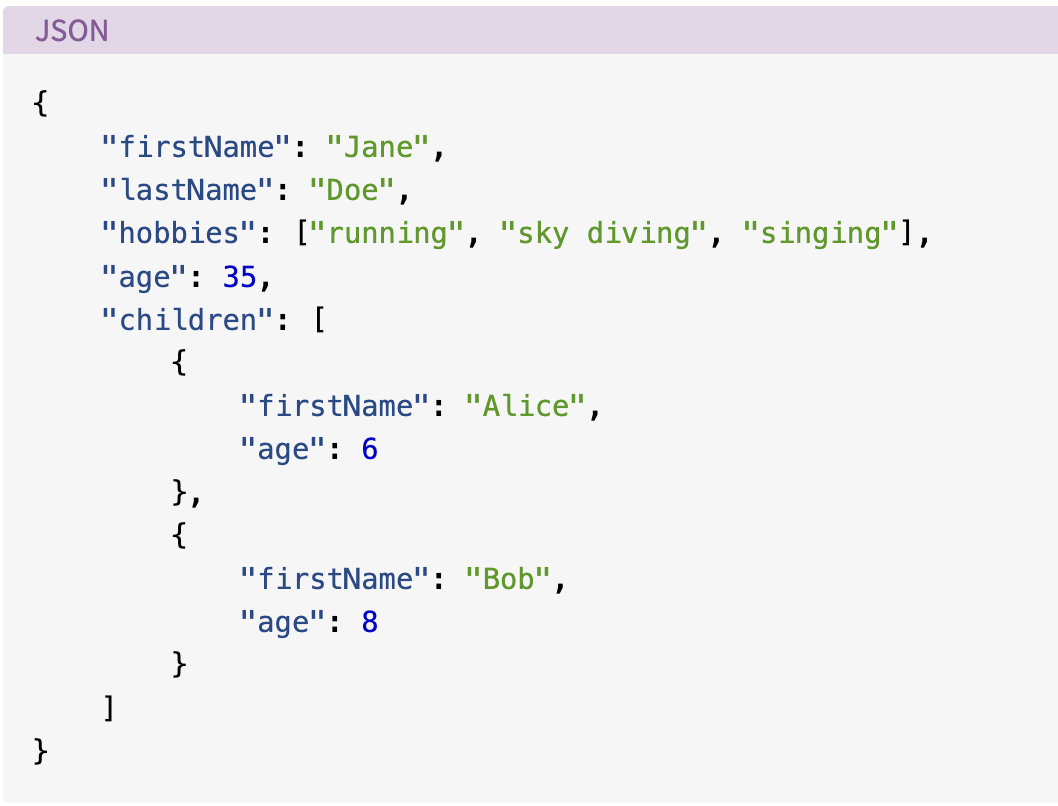 JSON
{
    "firstName": "Jane",
    "lastName": "Doe",
    "hobbies": ["running", "sky diving", "singing"],
    "age": 35,
    "children": [
        {
            "firstName": "Alice",
            "age": 6
        },
        {
            "firstName": "Bob",
            "age": 8
        }
    ]
}